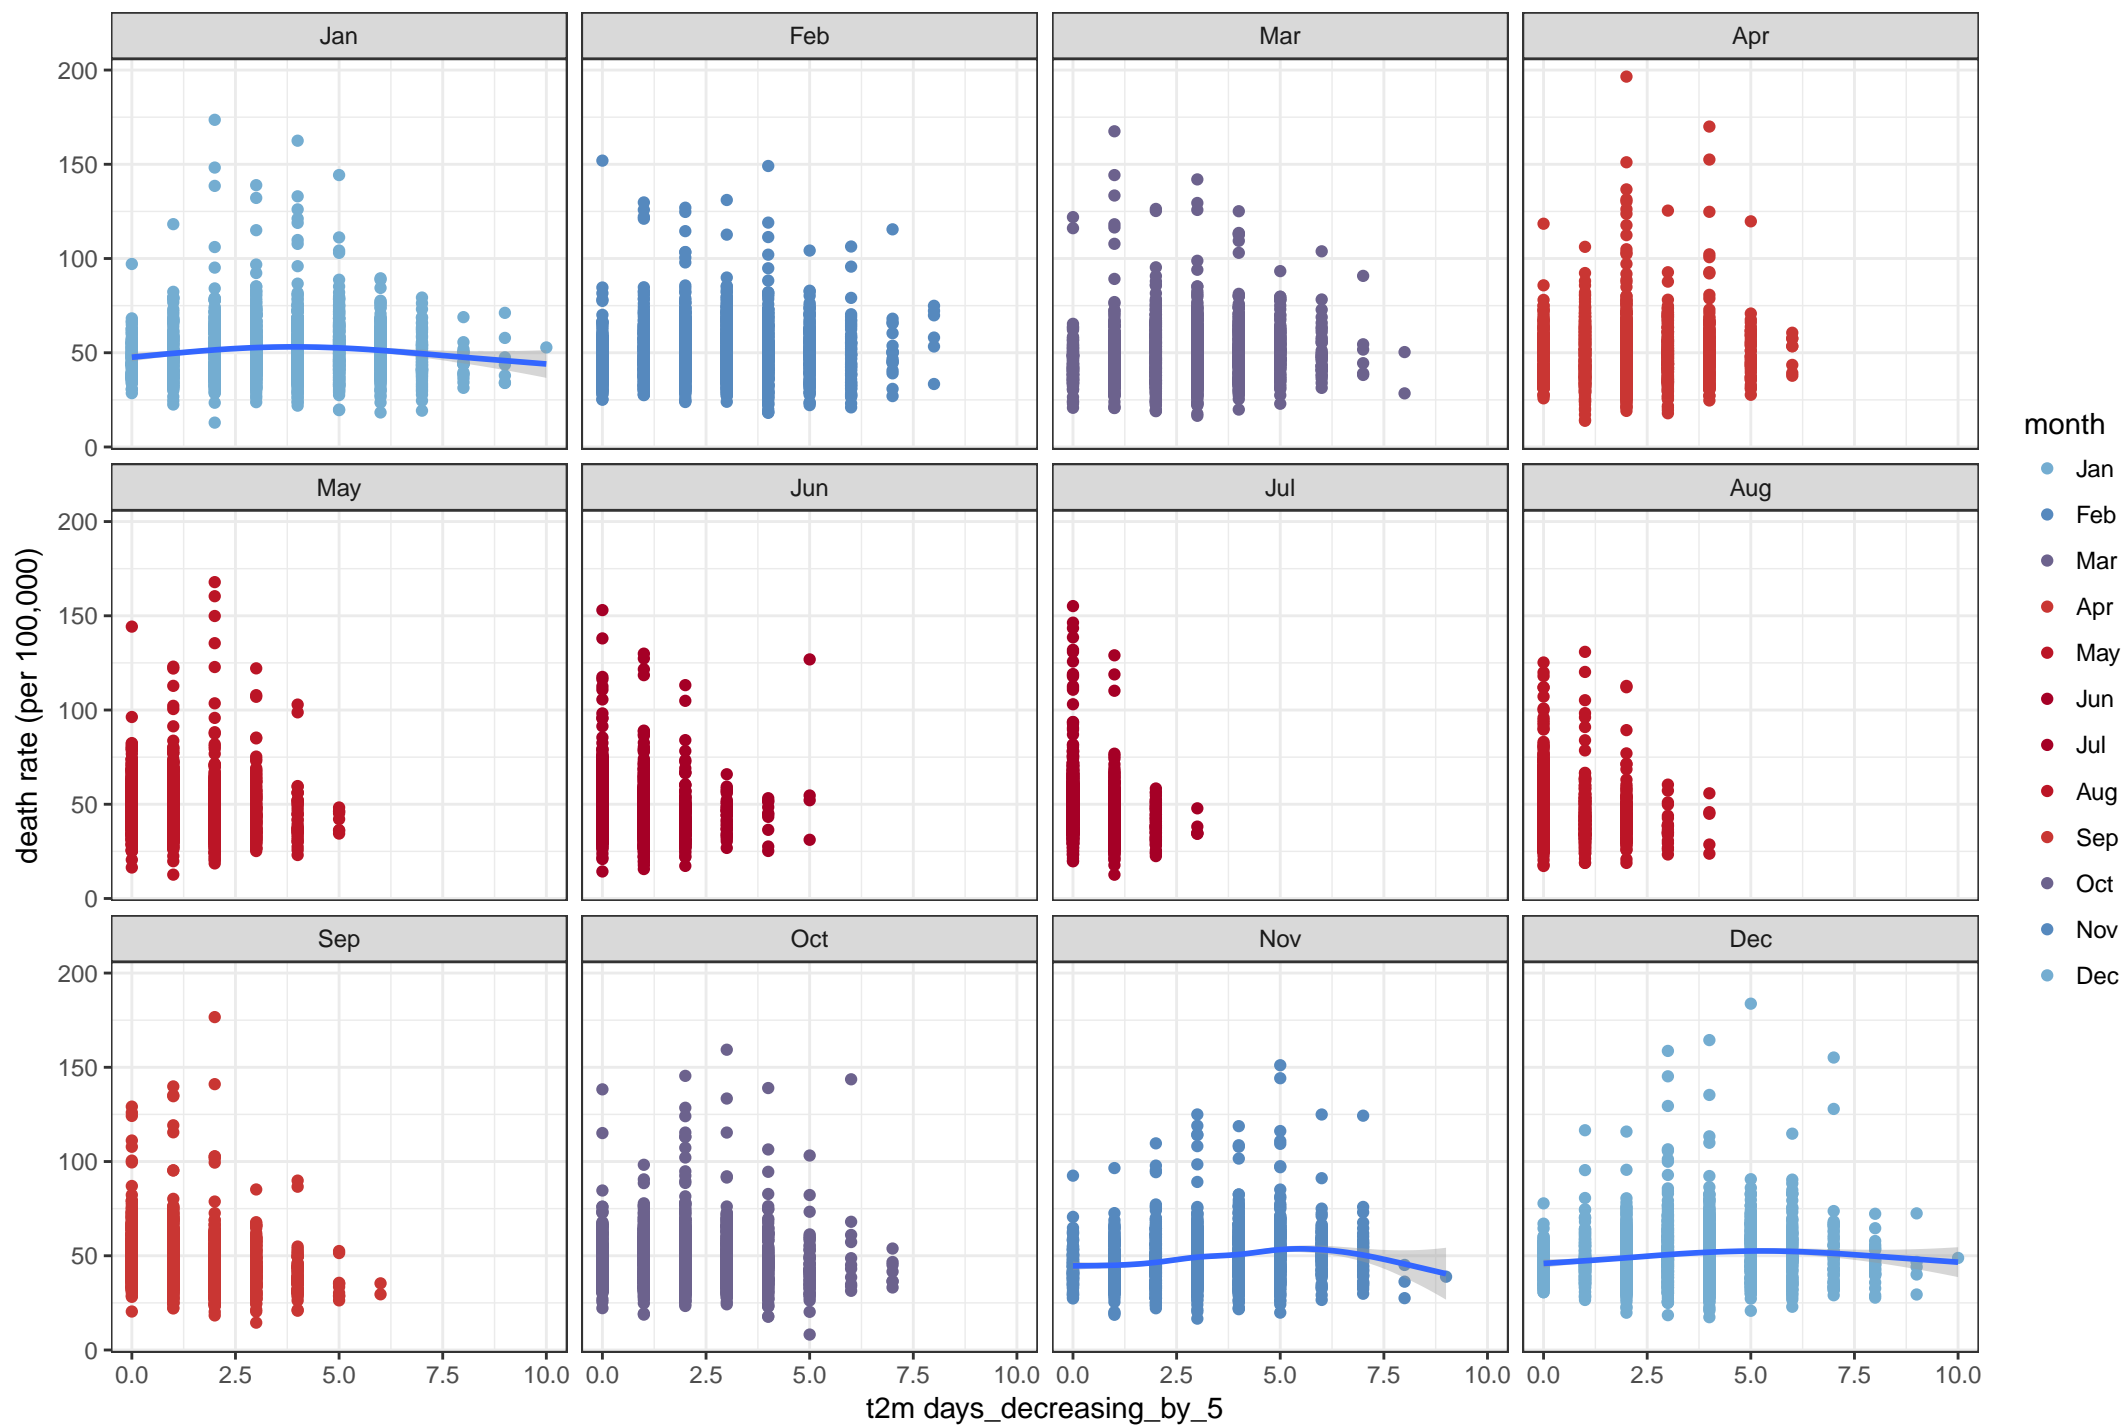 Jan Feb Mar Apr
200
150
100
50
0
May Jun Jul Aug
200
150
100
50
0
Sep Oct Nov Dec
200
150
100
50
0
0.0 2.5 5.0 7.5 10.0 0.0 2.5 5.0 7.5 10.0 0.0 2.5 5.0 7.5 10.0 0.0 2.5 5.0 7.5 10.0
t2m days_decreasing_by_5
death rate (per 100,000)
month
Jan
Feb
Mar
Apr
May
Jun
Jul
Aug
Sep
Oct
Nov
Dec